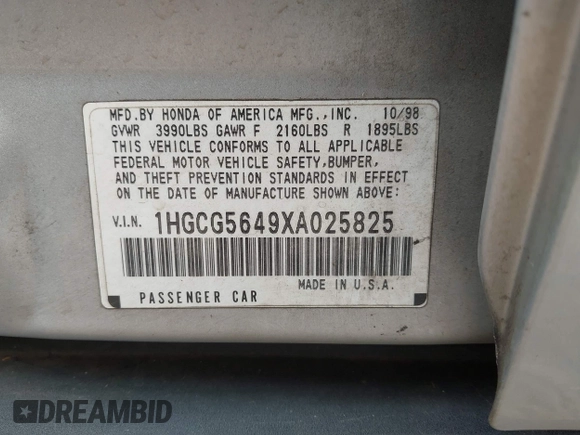 MFD.BY HONDA OF AMERICA MFG.,INC. 10/98
GVWR 3990LBS GAWR F 2160LBS R 1895LBS
THIS VEHICLE CONFORMS TO ALL APPLICABLE
FEDERAL MOTOR VEHICLE SAFETY,BUMPER,
AND THEFT PREVENTION STANDARDS IN EFFECT
ON THE DATE OF MANUFACTURE SHOWN ABOVE:
V.I.N. 1HGCG5649XA025825
MADE IN U.S.A.
PASSENGER CAR
DREAMBID